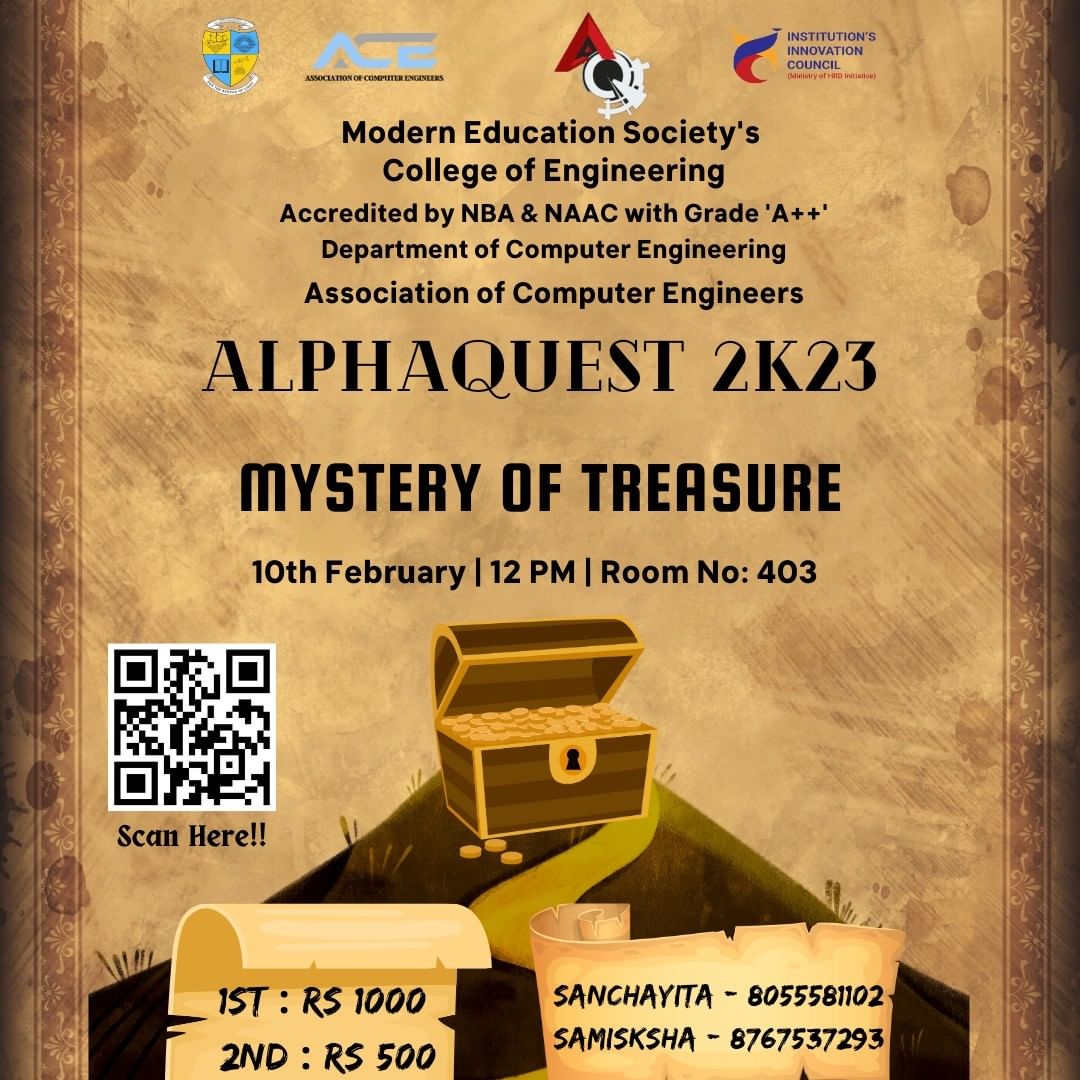 ACE
ASSOCIATION OF COMPUTER ENGINEERS
INSTITUTION'S
INNOVATION
COUNCIL
(Ministry of HRD Initiative)
Modern Education Society's
College of Engineering
Accredited by NBA & NAAC with Grade 'A++'
Department of Computer Engineering
Association of Computer Engineers
ALPHAQUEST 2K23
MYSTERY OF TREASURE
10th February | 12 PM | Room No: 403
Scan Here!!
1ST : RS 1000
2ND : RS 500
SANCHAYITA - 8055581102
SAMISKSHA - 8767537293